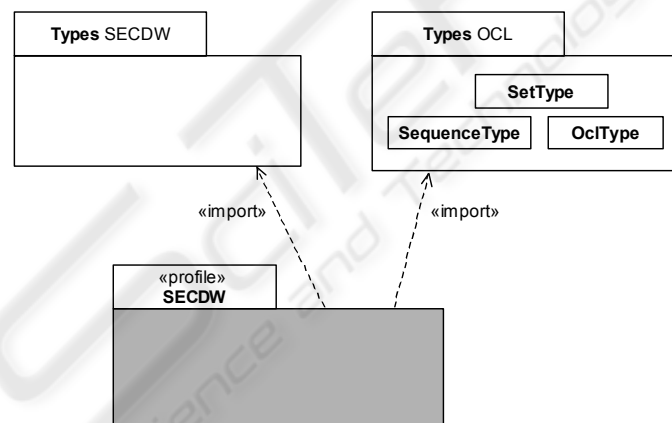 Types SECDW
Types OCL
SetType
SequenceType
OclType
«import»
«import»
«profile»
SECDW